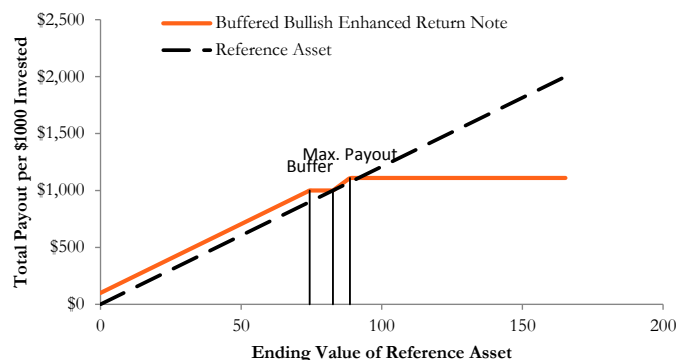 $2,500
Buffered Bullish Enhanced Return Note
Reference Asset
$2,000
$1,500
Max. Payout
Buffer
$1,000
$500
$0
Total Payout per $1000 Invested
0 50 100 150 200
Ending Value of Reference Asset